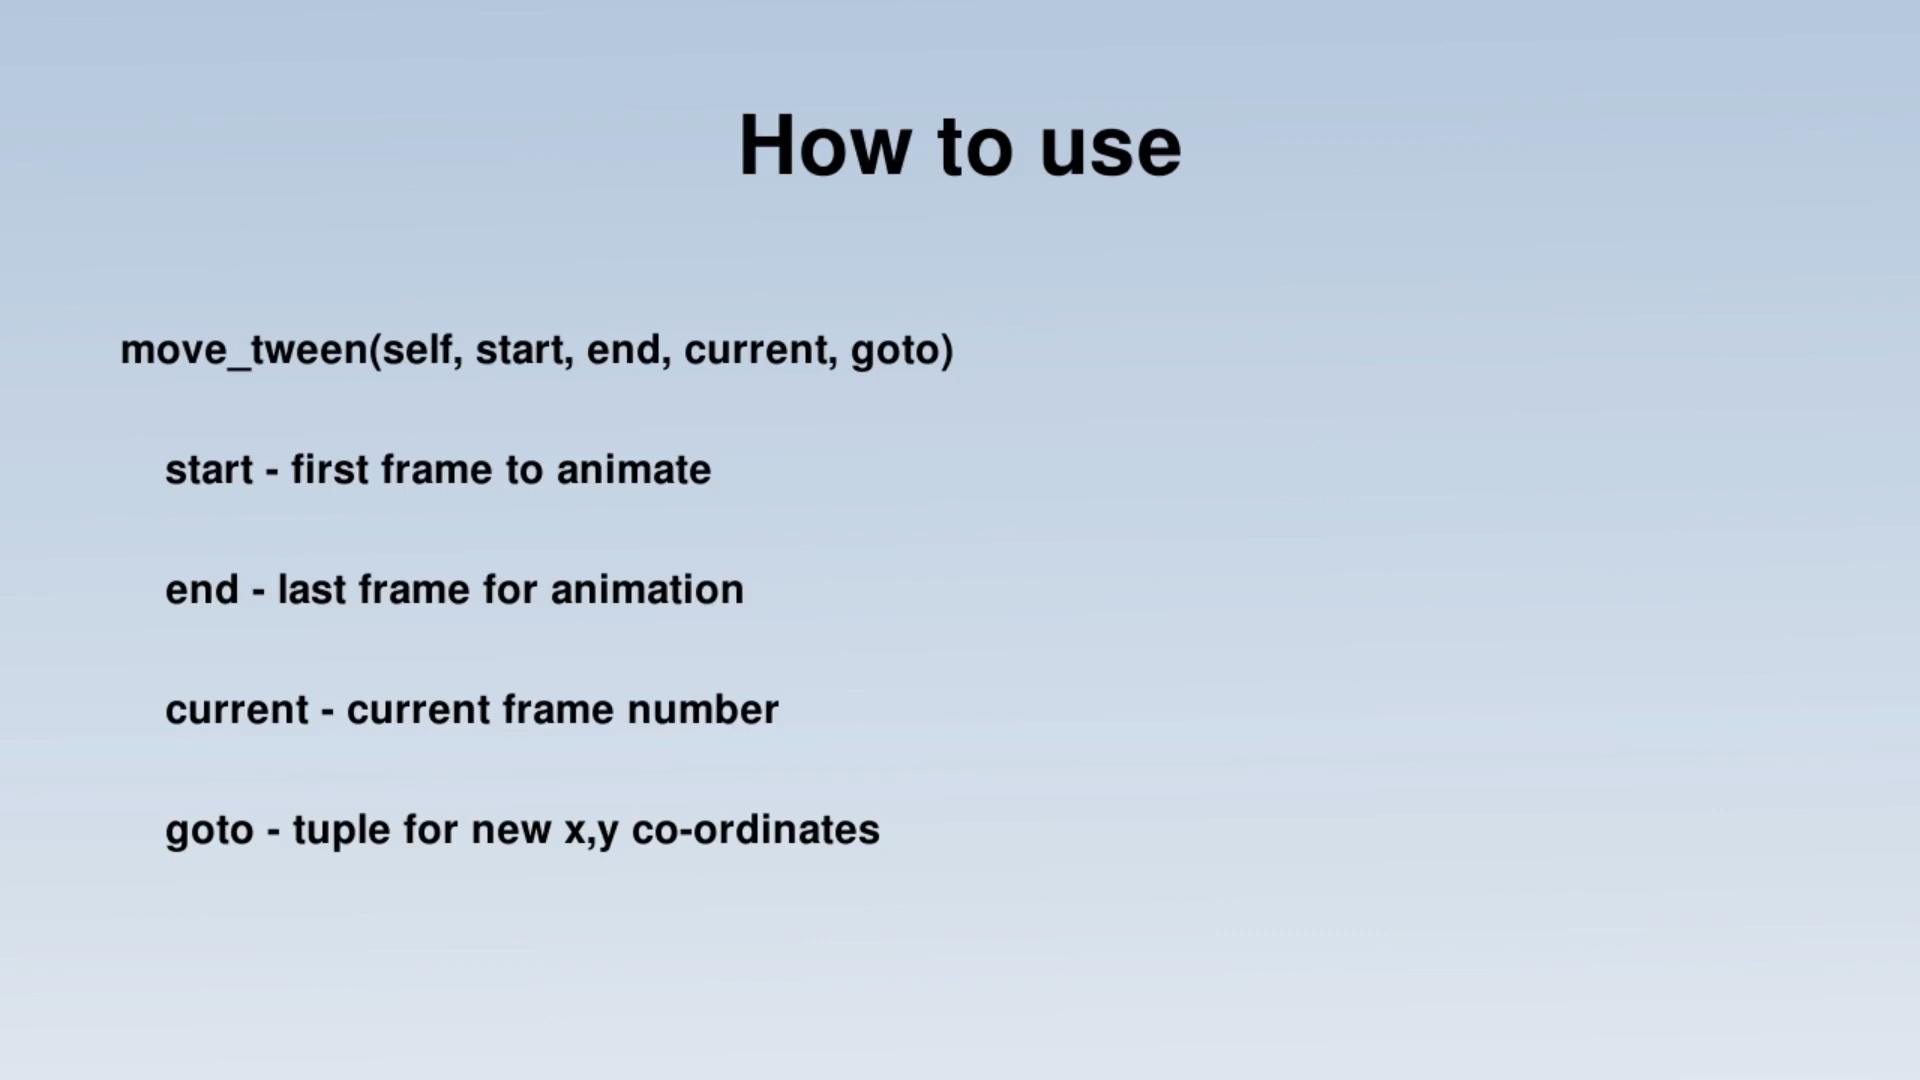 How to use
move_tween(self, start, end, current, goto)
start - first frame to animate
end - last frame for animation
current - current frame number
goto - tuple for new x,y co-ordinates